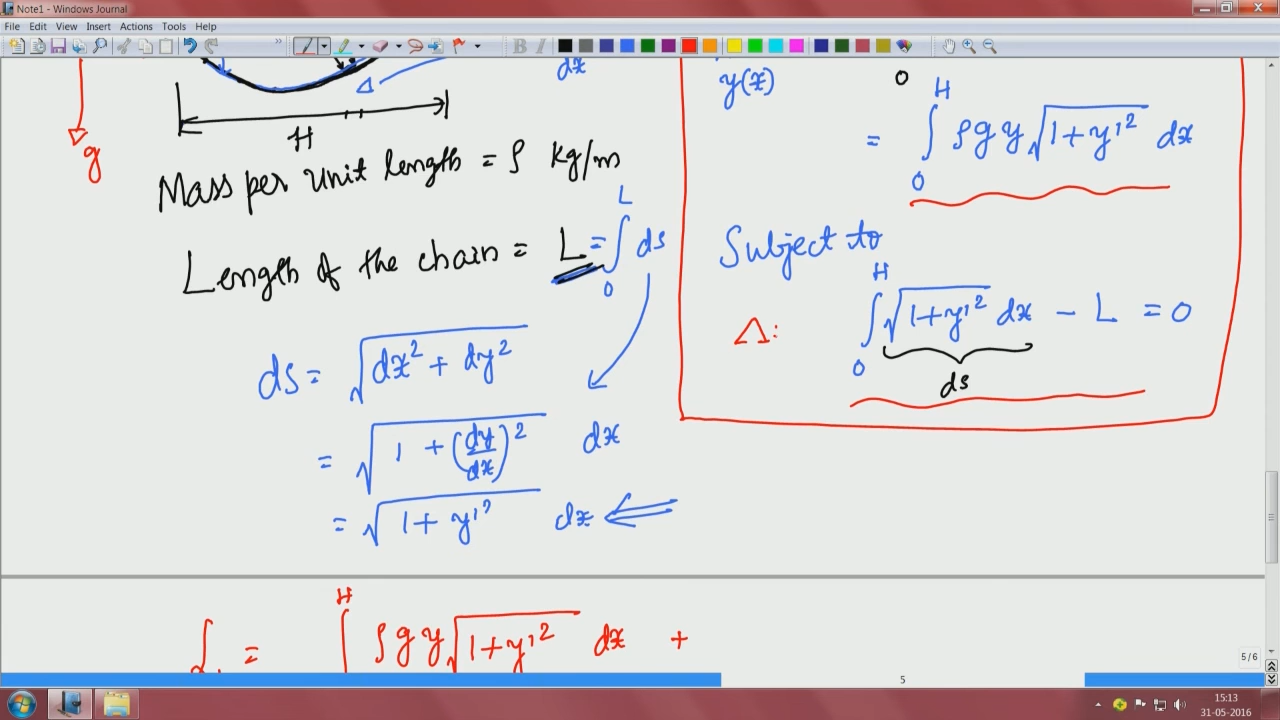 Note1 - Windows Journal
File Edit View Insert Actions Tools Help
dx
Δ
H
g
Mass per unit length = ρ kg/m
Length of the chain = L = ∫₀ᴸ ds
ds = √(dx² + dy²)
= √(1 + (dy/dx)²) dx
= √(1 + y'²) dx ⇐
y(x)
0
= ∫₀ᴴ ρ g y √(1 + y'²) dx
Subject to
Λ: ∫₀ᴴ √(1 + y'²) dx - L = 0
ds
ℒ = ∫ᴴ ρ g y √(1 + y'²) dx +
5 / 6
5
15:13
31-05-2016